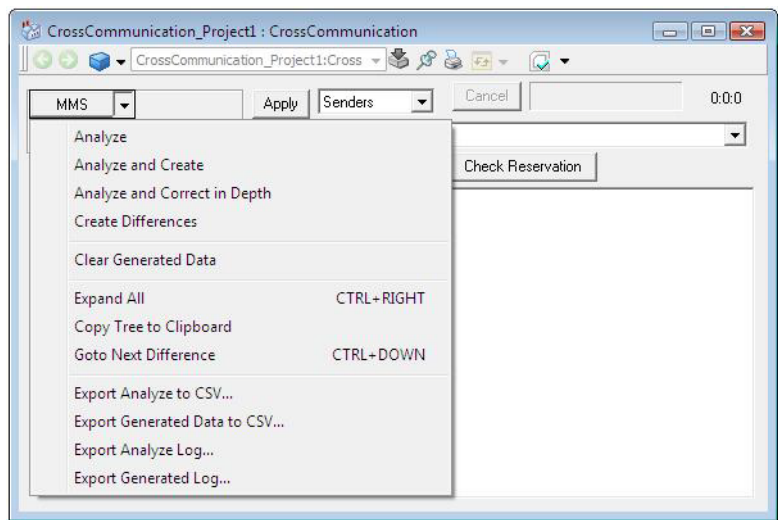 CrossCommunication_Project1 : CrossCommunication
CrossCommunication_Project1:Cross
MMS Apply Senders Cancel 0:0:0
Analyze
Analyze and Create
Check Reservation
Analyze and Correct in Depth
Create Differences
Clear Generated Data
Expand All CTRL+RIGHT
Copy Tree to Clipboard
Goto Next Difference CTRL+DOWN
Export Analyze to CSV...
Export Generated Data to CSV...
Export Analyze Log...
Export Generated Log...